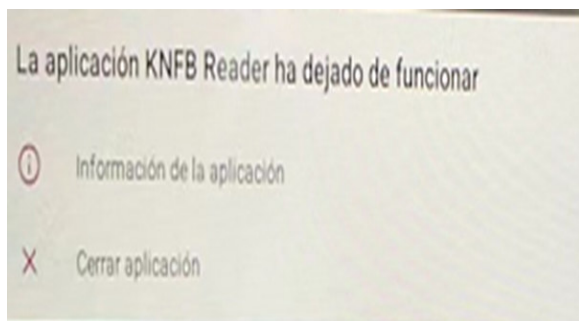 La aplicación KNFB Reader ha dejado de funcionar
Información de la aplicación
Cerrar aplicación